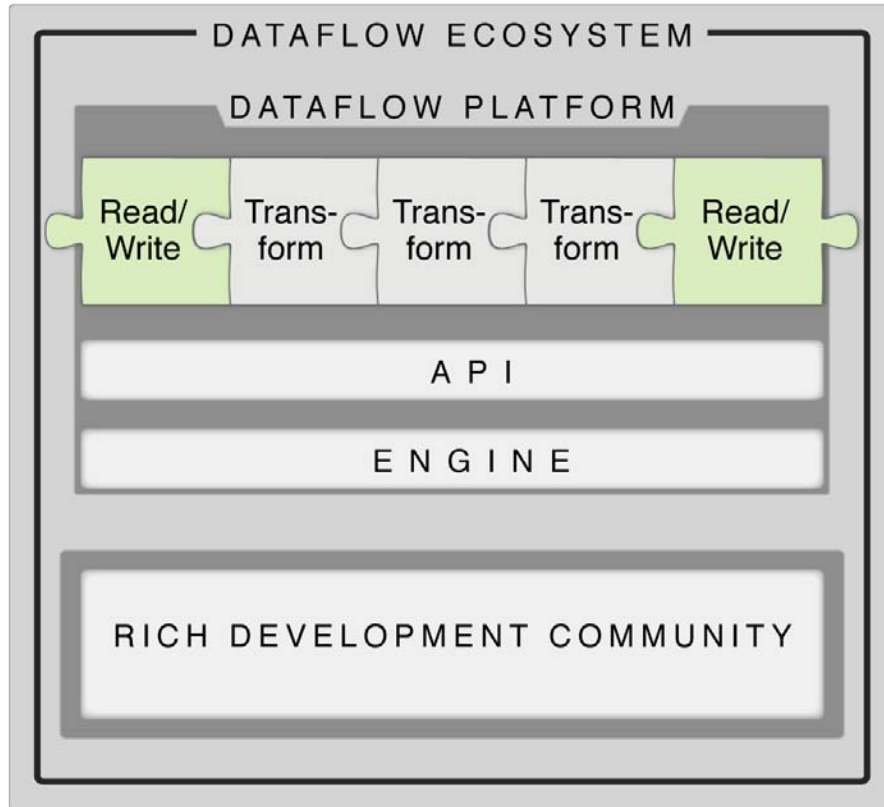 DATAFLOW ECOSYSTEM
DATAFLOW PLATFORM
Read/
Write
Trans-
form
Trans-
form
Trans-
form
Read/
Write
API
ENGINE
RICH DEVELOPMENT COMMUNITY